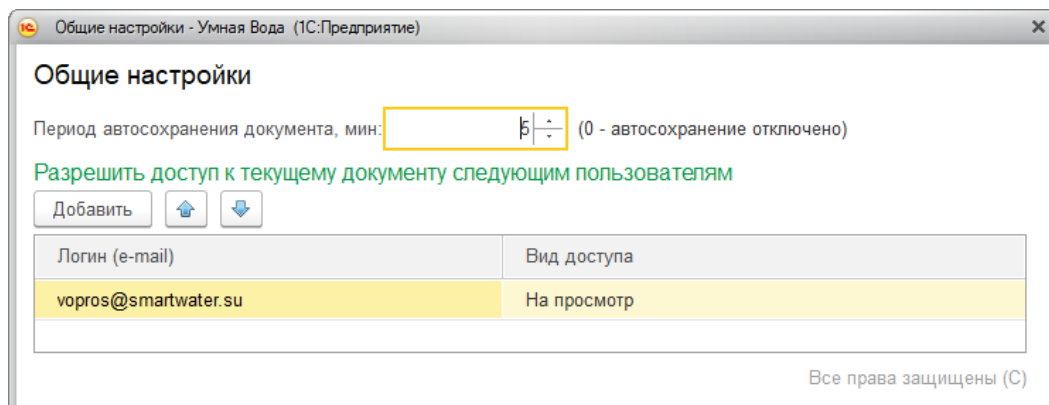 1С Общие настройки - Умная Вода (1С:Предприятие)
Общие настройки
Период автосохранения документа, мин: 5 (0 - автосохранение отключено)
Разрешить доступ к текущему документу следующим пользователям
Добавить
Логин (e-mail) Вид доступа
vopros@smartwater.su На просмотр
Все права защищены (С)